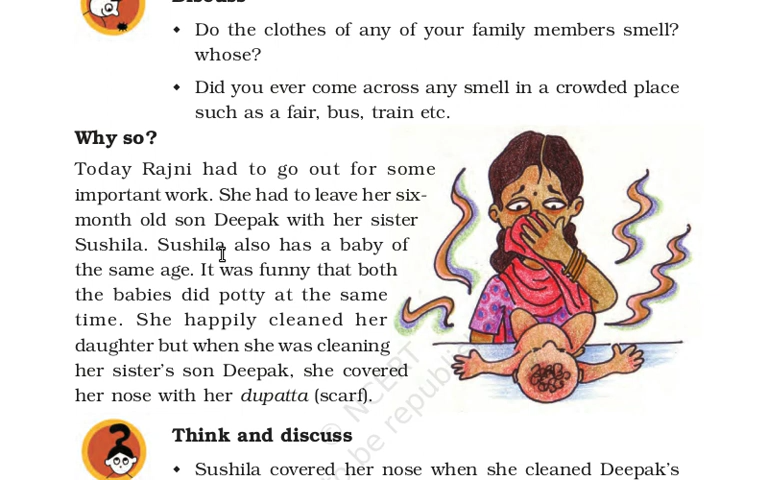 Discuss
• Do the clothes of any of your family members smell?
whose?
• Did you ever come across any smell in a crowded place
such as a fair, bus, train etc.
Why so?
Today Rajni had to go out for some
important work. She had to leave her six-
month old son Deepak with her sister
Sushila. Sushila also has a baby of
the same age. It was funny that both
the babies did potty at the same
time. She happily cleaned her
daughter but when she was cleaning
her sister's son Deepak, she covered
her nose with her dupatta (scarf).
© NCERT
to be republis
Think and discuss
• Sushila covered her nose when she cleaned Deepak's